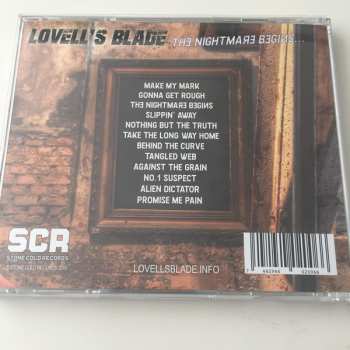 LOVELL'S BLADE THE NIGHTMARE BEGINS...
MAKE MY MARK
GONNA GET ROUGH
THE NIGHTMARE BEGINS
SLIPPIN' AWAY
NOTHING BUT THE TRUTH
TAKE THE LONG WAY HOME
BEHIND THE CURVE
TANGLED WEB
AGAINST THE GRAIN
NO.1 SUSPECT
ALIEN DICTATOR
PROMISE ME PAIN
SCR
STONE COLD RECORDS
...LOVELLSBLADE.INFO